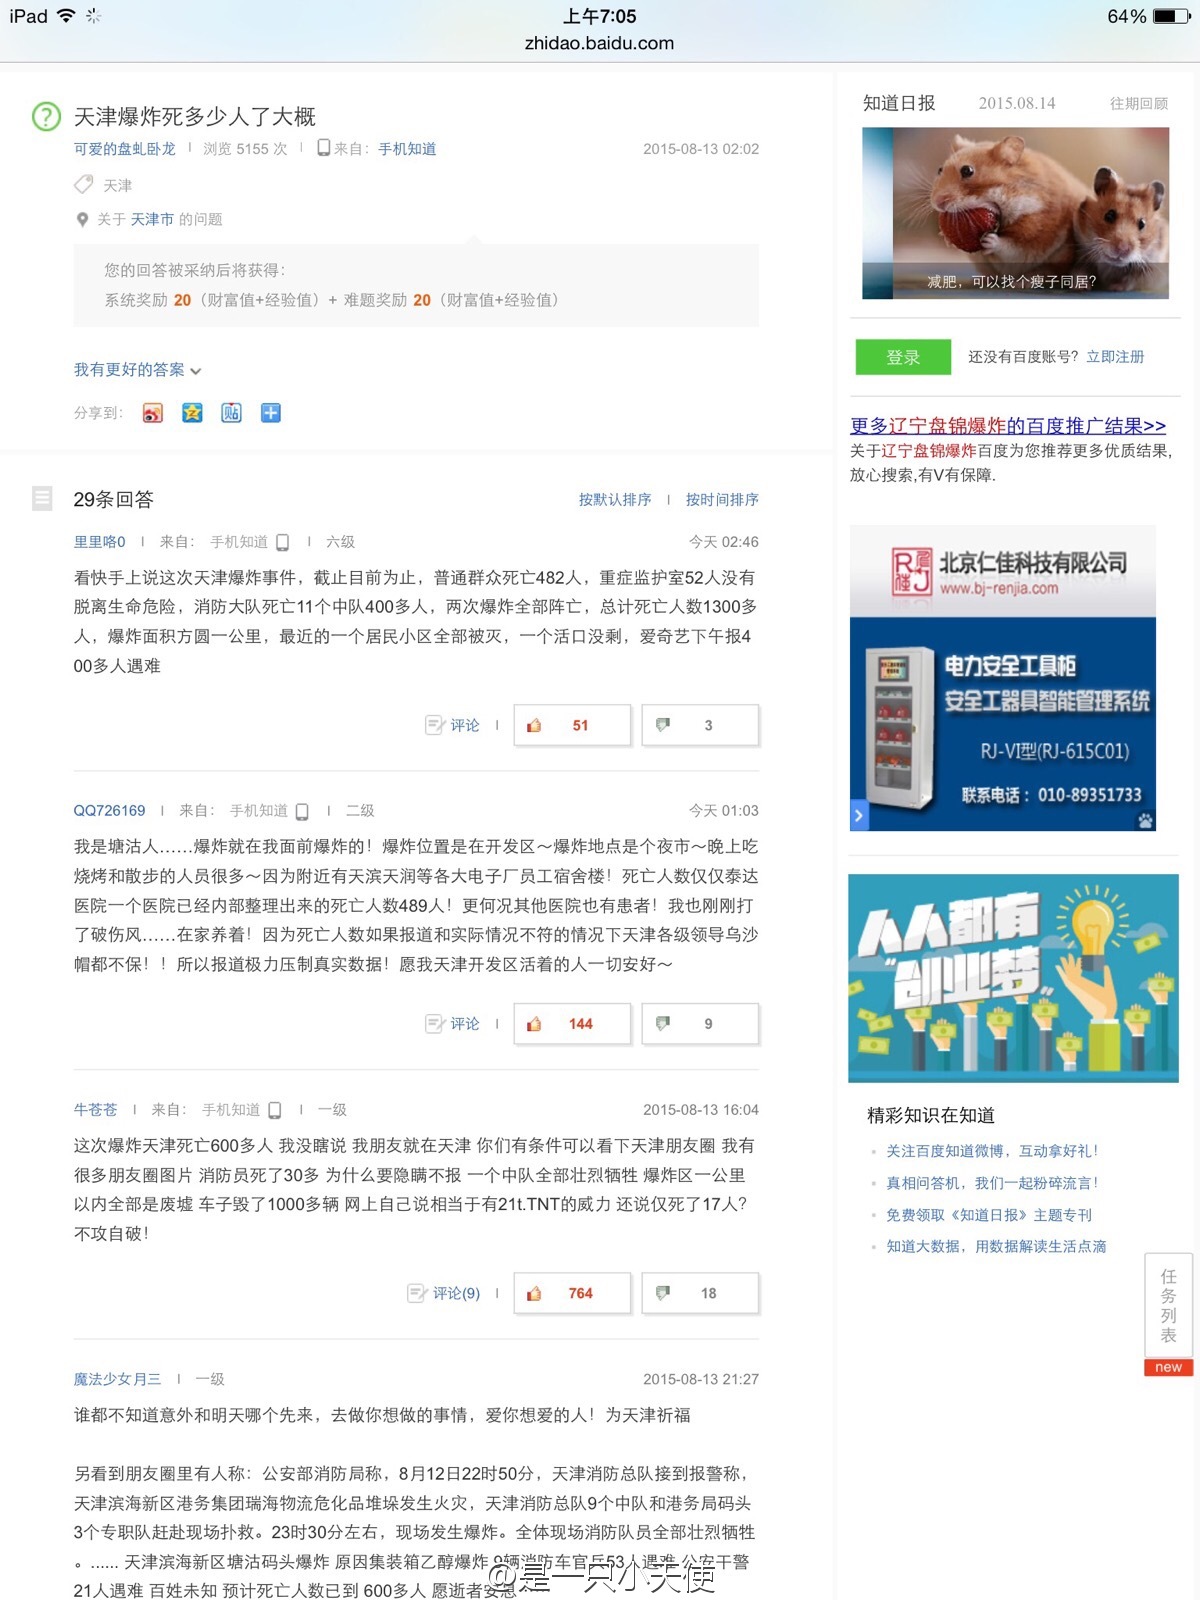 iPad 上午7:05 64%
zhidao.baidu.com
天津爆炸死多少人了大概
可爱的盘虬卧龙 | 浏览 5155 次 | 来自：手机知道 2015-08-13 02:02
天津
关于 天津市 的问题
您的回答被采纳后将获得：
系统奖励 20（财富值+经验值）+ 难题奖励 20（财富值+经验值）
我有更好的答案
分享到：
贴
29条回答 按默认排序 | 按时间排序
里里咯0 | 来自： 手机知道 | 六级 今天 02:46
看快手上说这次天津爆炸事件，截止目前为止，普通群众死亡482人，重症监护室52人没有
脱离生命危险，消防大队死亡11个中队400多人，两次爆炸全部阵亡，总计死亡人数1300多
人，爆炸面积方圆一公里，最近的一个居民小区全部被灭，一个活口没剩，爱奇艺下午报4
00多人遇难
评论 | 51 3
QQ726169 | 来自： 手机知道 | 二级 今天 01:03
我是塘沽人……爆炸就在我面前爆炸的！爆炸位置是在开发区～爆炸地点是个夜市～晚上吃
烧烤和散步的人员很多～因为附近有天滨天润等各大电子厂员工宿舍楼！死亡人数仅仅泰达
医院一个医院已经内部整理出来的死亡人数489人！更何况其他医院也有患者！我也刚刚打
了破伤风……在家养着！因为死亡人数如果报道和实际情况不符的情况下天津各级领导乌沙
帽都不保！！所以报道极力压制真实数据！愿我天津开发区活着的人一切安好～
评论 | 144 9
牛苍苍 | 来自： 手机知道 | 一级 2015-08-13 16:04
这次爆炸天津死亡600多人 我没瞎说 我朋友就在天津 你们有条件可以看下天津朋友圈 我有
很多朋友圈图片 消防员死了30多 为什么要隐瞒不报 一个中队全部壮烈牺牲 爆炸区一公里
以内全部是废墟 车子毁了1000多辆 网上自己说相当于有21t.TNT的威力 还说仅死了17人？
不攻自破！
评论(9) | 764 18
魔法少女月三 | 一级 2015-08-13 21:27
谁都不知道意外和明天哪个先来，去做你想做的事情，爱你想爱的人！为天津祈福
另看到朋友圈里有人称：公安部消防局称，8月12日22时50分，天津消防总队接到报警称，
天津滨海新区港务集团瑞海物流危化品堆垛发生火灾，天津消防总队9个中队和港务局码头
3个专职队赶赴现场扑救。23时30分左右，现场发生爆炸。全体现场消防队员全部壮烈牺牲
。...... 天津滨海新区塘沽码头爆炸 原因集装箱乙醇爆炸 9辆消防车官兵53人遇难 公安干警
21人遇难 百姓未知 预计死亡人数已到 600多人 愿逝者安息……
@是一只小天使
知道日报 2015.08.14 往期回顾
减肥，可以找个瘦子同居？
登录 还没有百度账号？立即注册
更多辽宁盘锦爆炸的百度推广结果>>
关于辽宁盘锦爆炸百度为您推荐更多优质结果,
放心搜索,有V有保障.
R佳 仁J
北京仁佳科技有限公司
www.bj-renjia.com
电力安全工具柜
安全工器具智能管理系统
RJ-VI型(RJ-615C01)
联系电话：010-89351733
人人都有
“创业梦”
精彩知识在知道
关注百度知道微博，互动拿好礼！
真相问答机，我们一起粉碎流言！
免费领取《知道日报》主题专刊
知道大数据，用数据解读生活点滴
任务列表
new